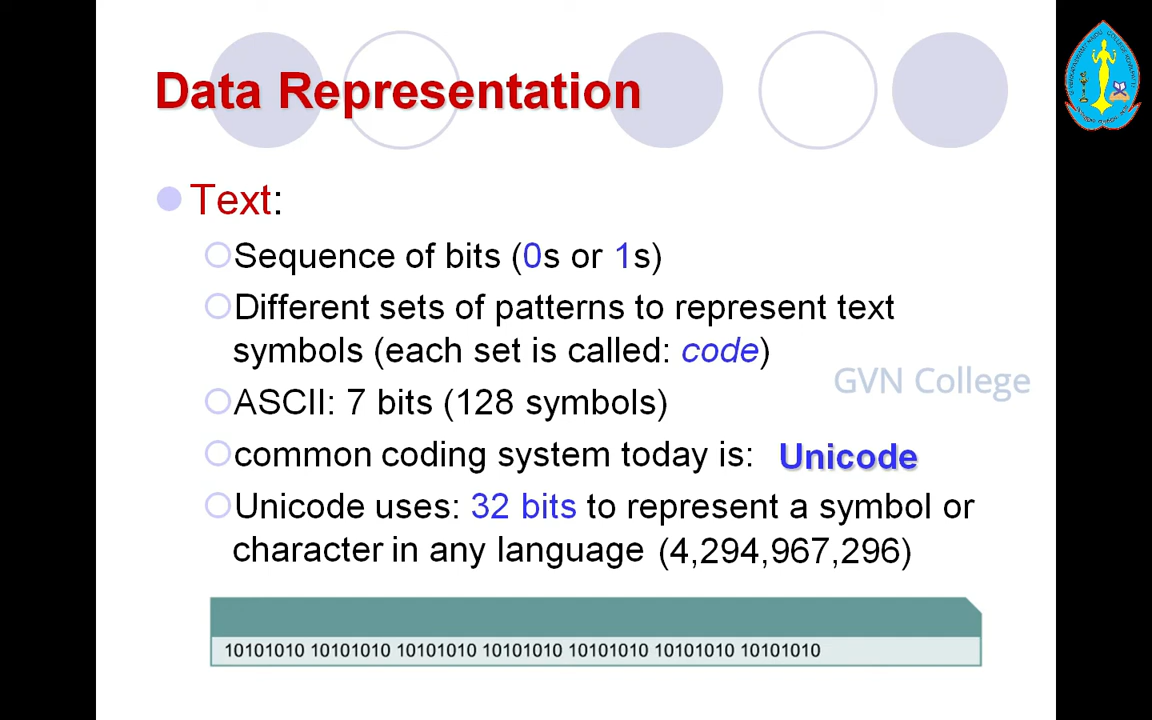 Data Representation
Text:
Sequence of bits (0s or 1s)
Different sets of patterns to represent text
symbols (each set is called: code)
GVN College
ASCII: 7 bits (128 symbols)
common coding system today is: Unicode
Unicode uses: 32 bits to represent a symbol or
character in any language (4,294,967,296)
10101010 10101010 10101010 10101010 10101010 10101010 10101010